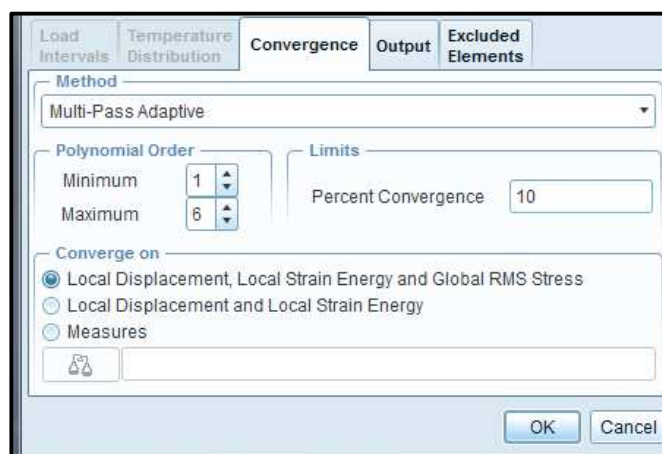 Load Intervals
Temperature Distribution
Convergence
Output
Excluded Elements
Method
Multi-Pass Adaptive
Polynomial Order
Minimum 1
Maximum 6
Limits
Percent Convergence 10
Converge on
Local Displacement, Local Strain Energy and Global RMS Stress
Local Displacement and Local Strain Energy
Measures
OK Cancel